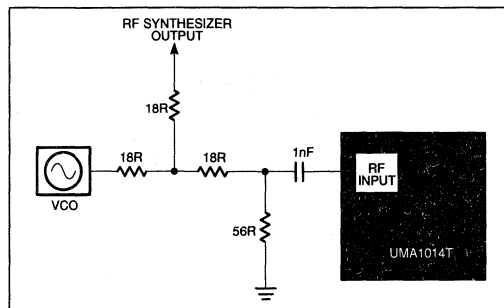 RF SYNTHESIZER
OUTPUT
18R
18R
18R
1nF
RF
INPUT
VCO
56R
UMA1014T